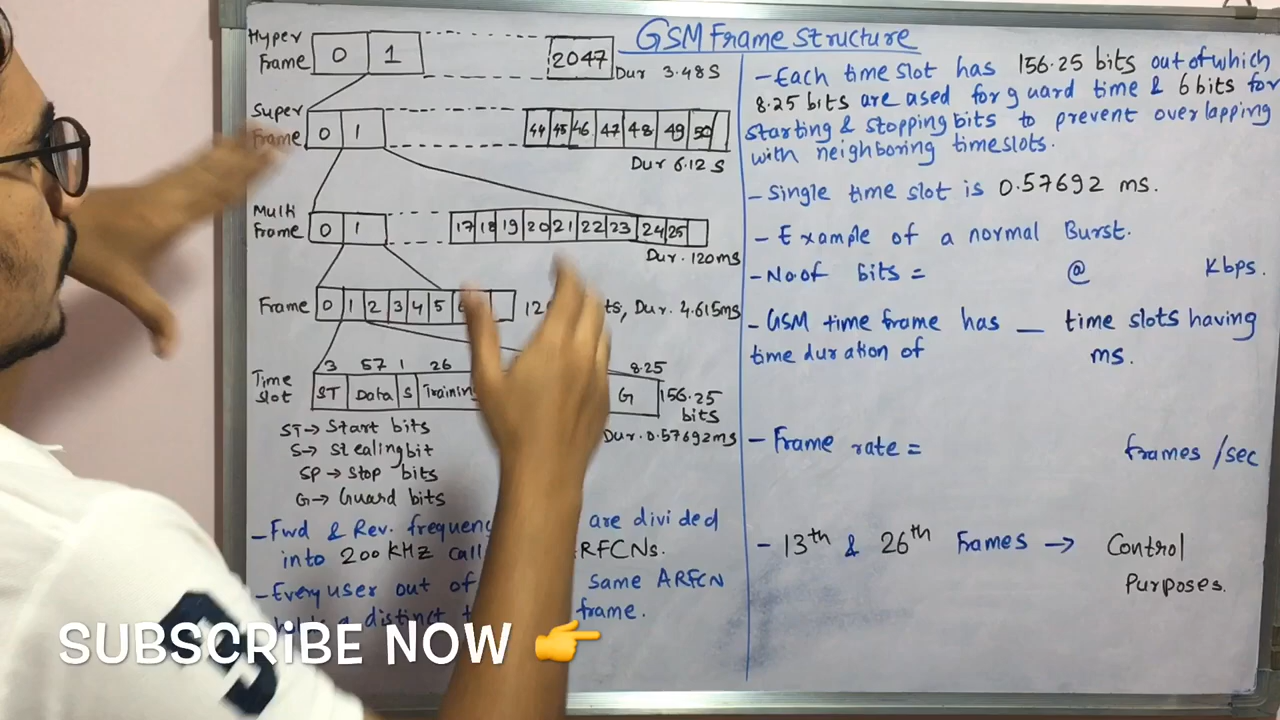 GSM Frame Structure
Hyper
Frame
0 1 2047
Dur 3.48S
Super
Frame
0 1 44 45 46 47 48 49 50
Dur 6.12 S
Multi
Frame
0 1 17 18 19 20 21 22 23 24 25
Dur. 120ms
Frame 0 1 2 3 4 5 ts, Dur. 4.615ms
3 57 1 26 8.25
Time
Slot
ST Data S Training G 156.25
bits
Dur. 0.57692ms
ST → Start bits
S → Stealing bit
SP → Stop bits
G → Guard bits
- Fwd & Rev. are divided
into 200 KHZ RFCNs.
- Every user out of same ARFCN
a distinct frame.
- Each time slot has 156.25 bits out of which
8.25 bits are ased for guard time & 6 bits for
starting & stopping bits to prevent overlapping
with neighboring timeslots.
- Single time slot is 0.57692 ms.
- Example of a normal Burst.
- No. of bits = @ Kbps.
- GSM time frame has __ time slots having
time duration of ms.
- Frame rate = frames /sec
- 13th & 26th Frames → Control
Purposes.
SUBSCRIBE NOW 👉